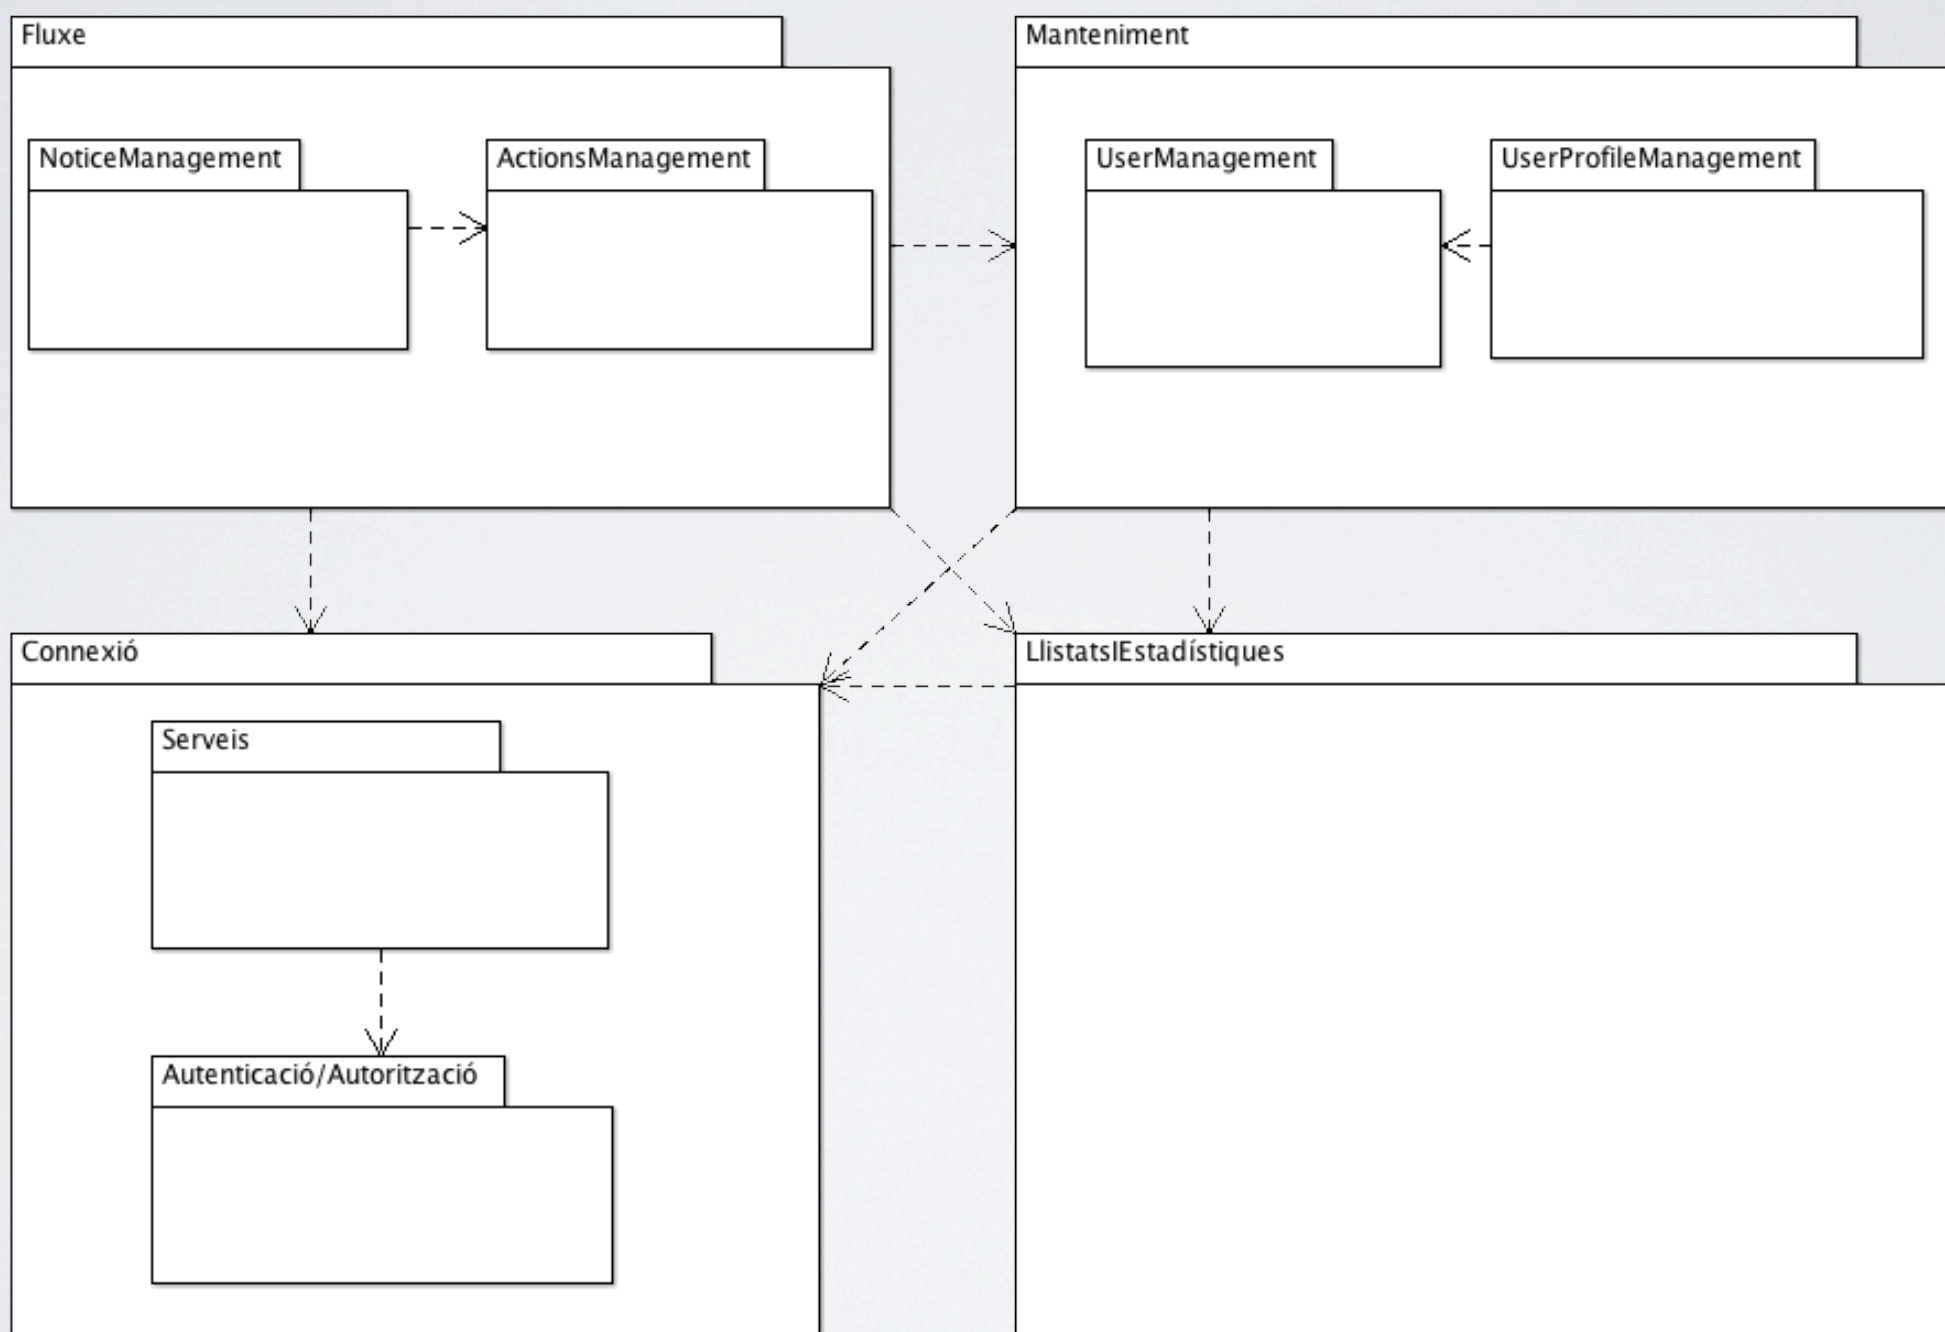 Fluxe
Manteniment
NoticeManagement
ActionsManagement
UserManagement
UserProfileManagement
Connexió
LlistatsIEstadístiques
Serveis
Autenticació/Autorització